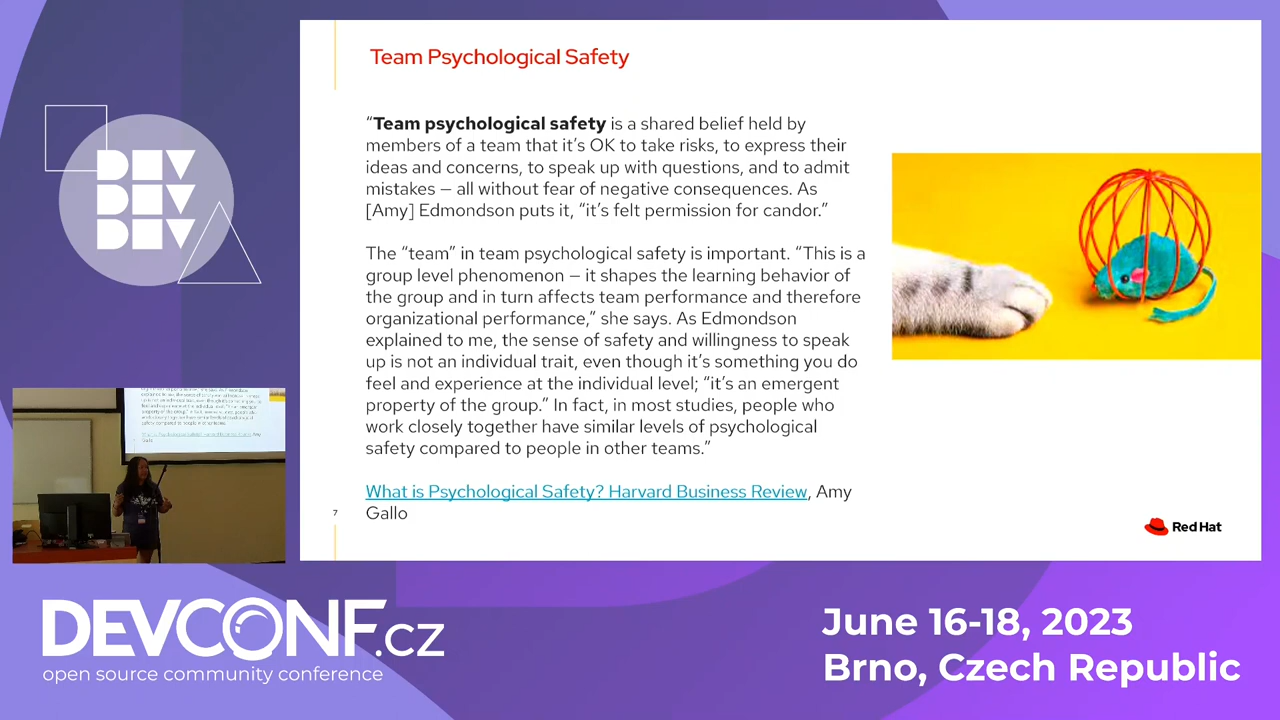 Team Psychological Safety
“Team psychological safety is a shared belief held by
members of a team that it’s OK to take risks, to express their
ideas and concerns, to speak up with questions, and to admit
mistakes — all without fear of negative consequences. As
[Amy] Edmondson puts it, “it’s felt permission for candor.”
The “team” in team psychological safety is important. “This is a
group level phenomenon — it shapes the learning behavior of
the group and in turn affects team performance and therefore
organizational performance,” she says. As Edmondson
explained to me, the sense of safety and willingness to speak
up is not an individual trait, even though it’s something you do
feel and experience at the individual level; “it’s an emergent
property of the group.” In fact, in most studies, people who
work closely together have similar levels of psychological
safety compared to people in other teams.”
What is Psychological Safety? Harvard Business Review, Amy
Gallo
7
Red Hat
DEV
DEV
DEV
DEVCONF.cz
open source community conference
June 16-18, 2023
Brno, Czech Republic